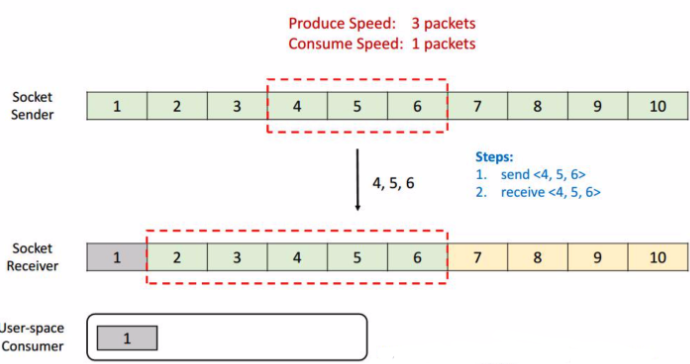 Produce Speed: 3 packets
Consume Speed: 1 packets
Socket
Sender
1 2 3 4 5 6 7 8 9 10
4, 5, 6
Steps:
1. send <4, 5, 6>
2. receive <4, 5, 6>
Socket
Receiver
1 2 3 4 5 6 7 8 9 10
User-space
Consumer
1